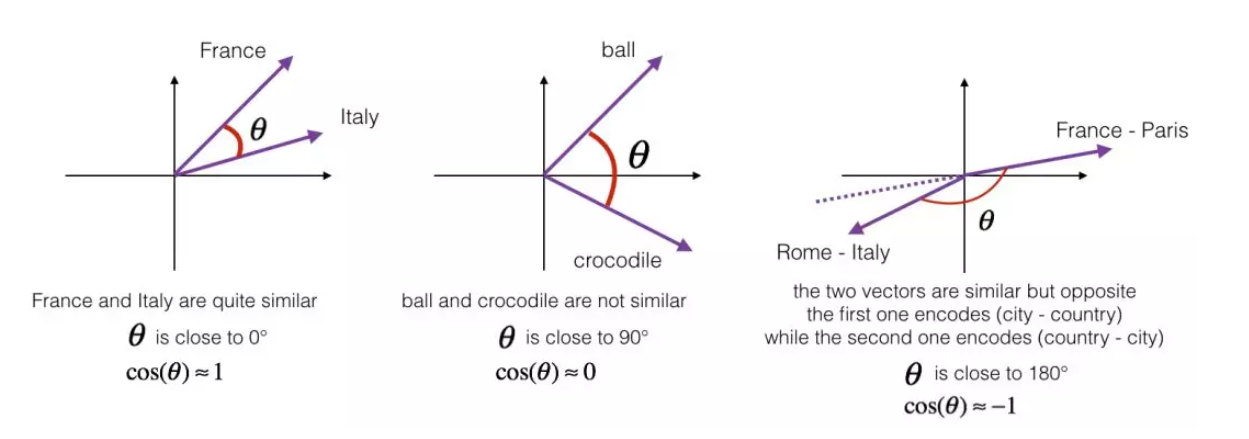 France
Italy
θ
France and Italy are quite similar
θ is close to 0°
cos(θ) ≈ 1
ball
θ
crocodile
ball and crocodile are not similar
θ is close to 90°
cos(θ) ≈ 0
France - Paris
θ
Rome - Italy
the two vectors are similar but opposite
the first one encodes (city - country)
while the second one encodes (country - city)
θ is close to 180°
cos(θ) ≈ −1